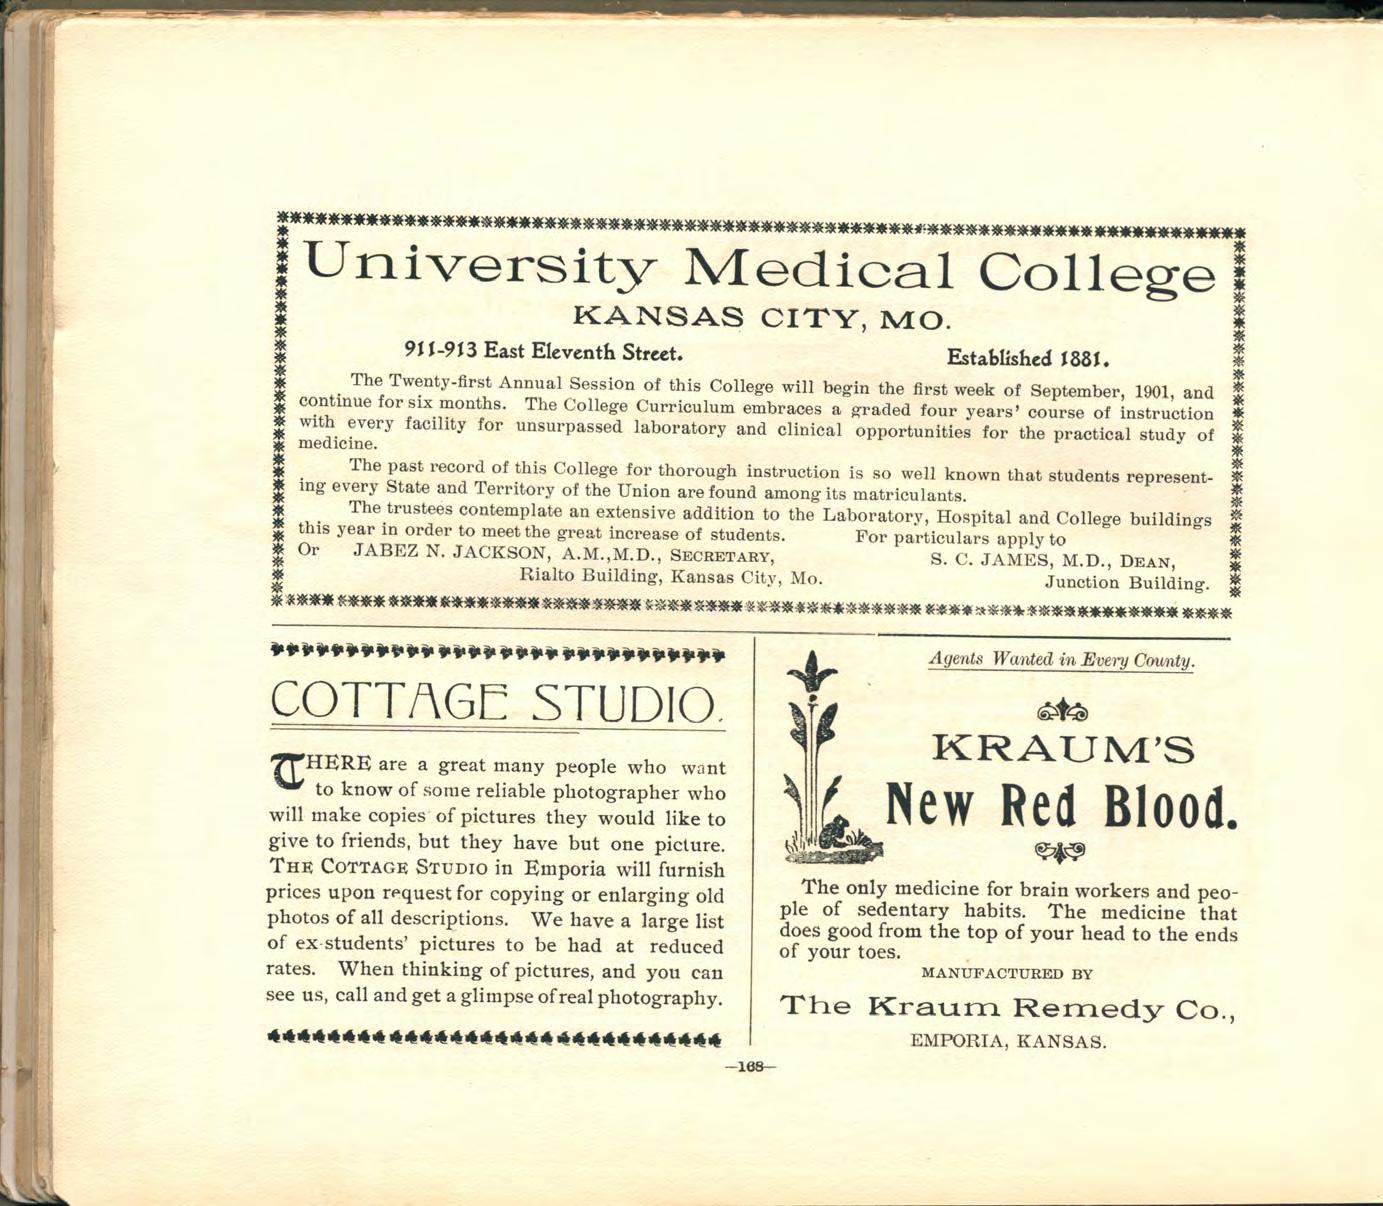 University Medical College
KANSAS CITY, MO.
911-913 East Eleventh Street. Established 1881.
The Twenty-first Annual Session of this College will begin the first week of September, 1901, and
continue for six months. The College Curriculum embraces a graded four years' course of instruction
with every facility for unsurpassed laboratory and clinical opportunities for the practical study of
medicine.
The past record of this College for thorough instruction is so well known that students represent-
ing every State and Territory of the Union are found among its matriculants.
The trustees contemplate an extensive addition to the Laboratory, Hospital and College buildings
this year in order to meet the great increase of students. For particulars apply to
Or JABEZ N. JACKSON, A.M., M.D., SECRETARY, S. C. JAMES, M.D., DEAN,
Rialto Building, Kansas City, Mo. Junction Building.
COTTAGE STUDIO.
THERE are a great many people who want
to know of some reliable photographer who
will make copies of pictures they would like to
give to friends, but they have but one picture.
THE COTTAGE STUDIO in Emporia will furnish
prices upon request for copying or enlarging old
photos of all descriptions. We have a large list
of ex-students' pictures to be had at reduced
rates. When thinking of pictures, and you can
see us, call and get a glimpse of real photography.
Agents Wanted in Every County.
KRAUM'S
New Red Blood.
The only medicine for brain workers and peo-
ple of sedentary habits. The medicine that
does good from the top of your head to the ends
of your toes.
MANUFACTURED BY
The Kraum Remedy Co.,
EMPORIA, KANSAS.
—168—